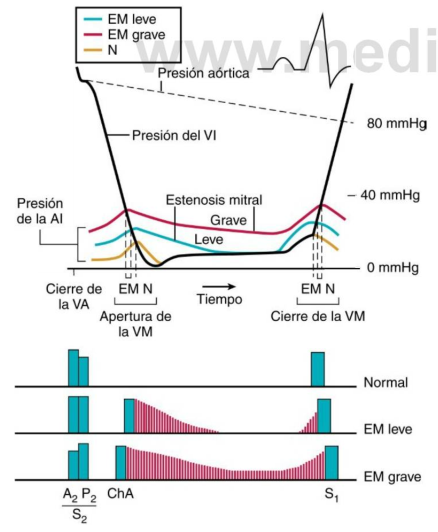 EM leve
EM grave
N
www.medi
Presión aórtica
80 mmHg
Presión del VI
40 mmHg
Presión
de la AI
Estenosis mitral
Grave
Leve
0 mmHg
Cierre de
la VA
EM N
Tiempo
EM N
Apertura de
la VM
Cierre de la VM
Normal
EM leve
EM grave
A2 P2
S2
ChA
S1